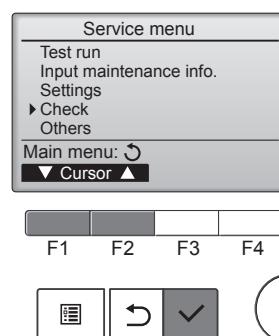 Service menu
Test run
Input maintenance info.
Settings
Check
Others
Main menu:
▼ Cursor ▲
F1 F2 F3 F4